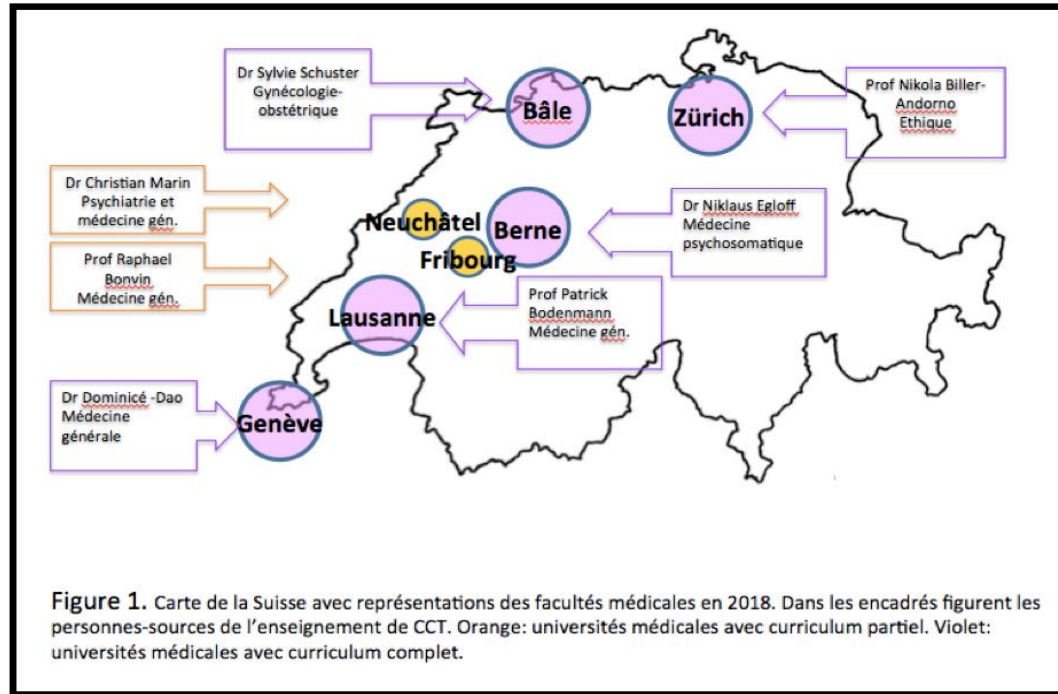 Dr Sylvie Schuster
Gynécologie-
obstétrique
Bâle
Zürich
Prof Nikola Biller-
Andorno
Ethique
Dr Christian Marin
Psychiatrie et
médecine gén.
Neuchâtel
Berne
Dr Niklaus Egloff
Médecine
psychosomatique
Fribourg
Prof Raphael
Bonvin
Médecine gén.
Lausanne
Prof Patrick
Bodenmann
Médecine gén.
Dr Dominicé -Dao
Médecine
générale
Genève
Figure 1. Carte de la Suisse avec représentations des facultés médicales en 2018. Dans les encadrés figurent les
personnes-sources de l’enseignement de CCT. Orange: universités médicales avec curriculum partiel. Violet:
universités médicales avec curriculum complet.